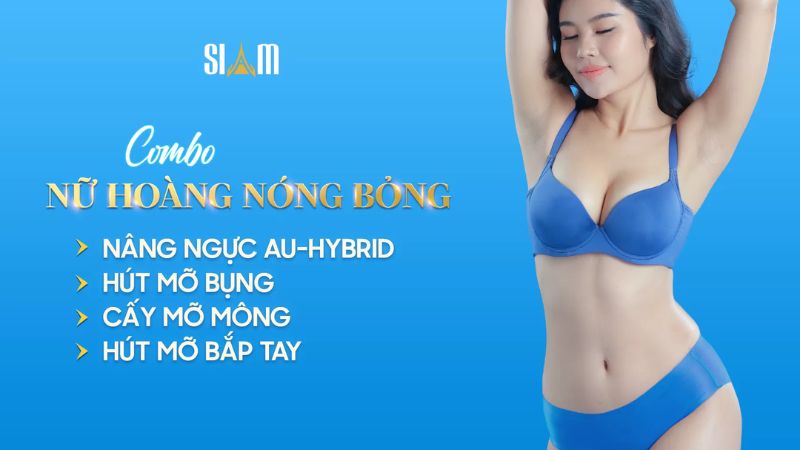 SIAM
Combo
NỮ HOÀNG NÓNG BỎNG
NÂNG NGỰC AU-HYBRID
HÚT MỠ BỤNG
CẤY MỠ MÔNG
HÚT MỠ BẮP TAY